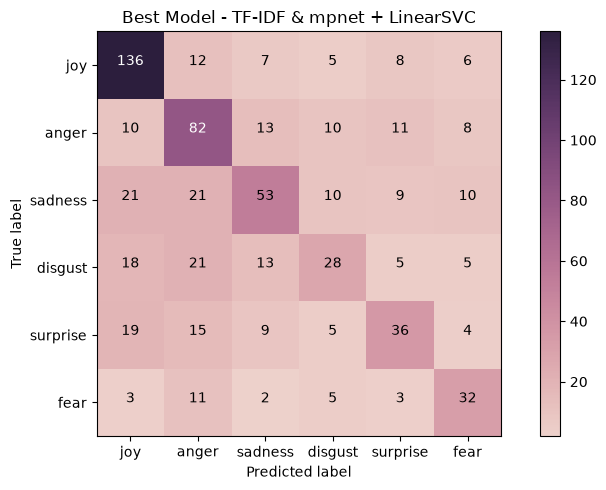 Best Model - TF-IDF & mpnet + LinearSVC
joy 136 12 7 5 8 6
anger 10 82 13 10 11 8
sadness 21 21 53 10 9 10
disgust 18 21 13 28 5 5
surprise 19 15 9 5 36 4
fear 3 11 2 5 3 32
joy anger sadness disgust surprise fear
Predicted label
True label
120
100
80
60
40
20